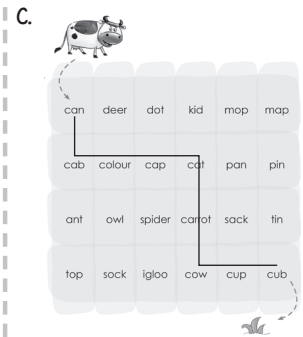 C.
can deer dot kid mop map
cab colour cap cat pan pin
ant owl spider carrot sack tin
top sock igloo cow cup cub